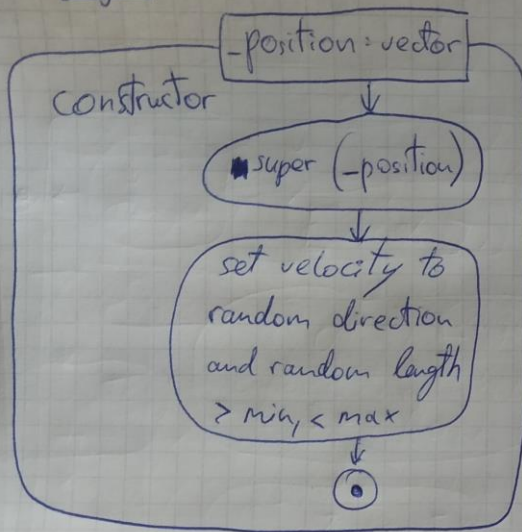 _position: vector
constructor
super (_position)
set velocity to
random direction
and random length
> min, < max